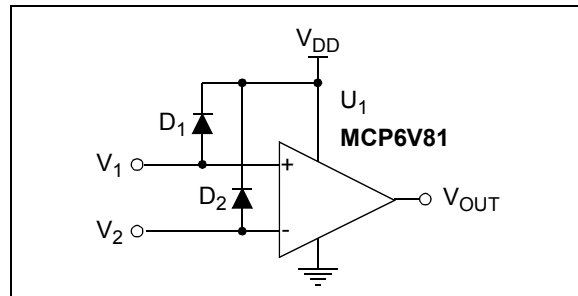 V_DD
U_1
D_1
MCP6V81
V_1
+
D_2
V_OUT
V_2
-